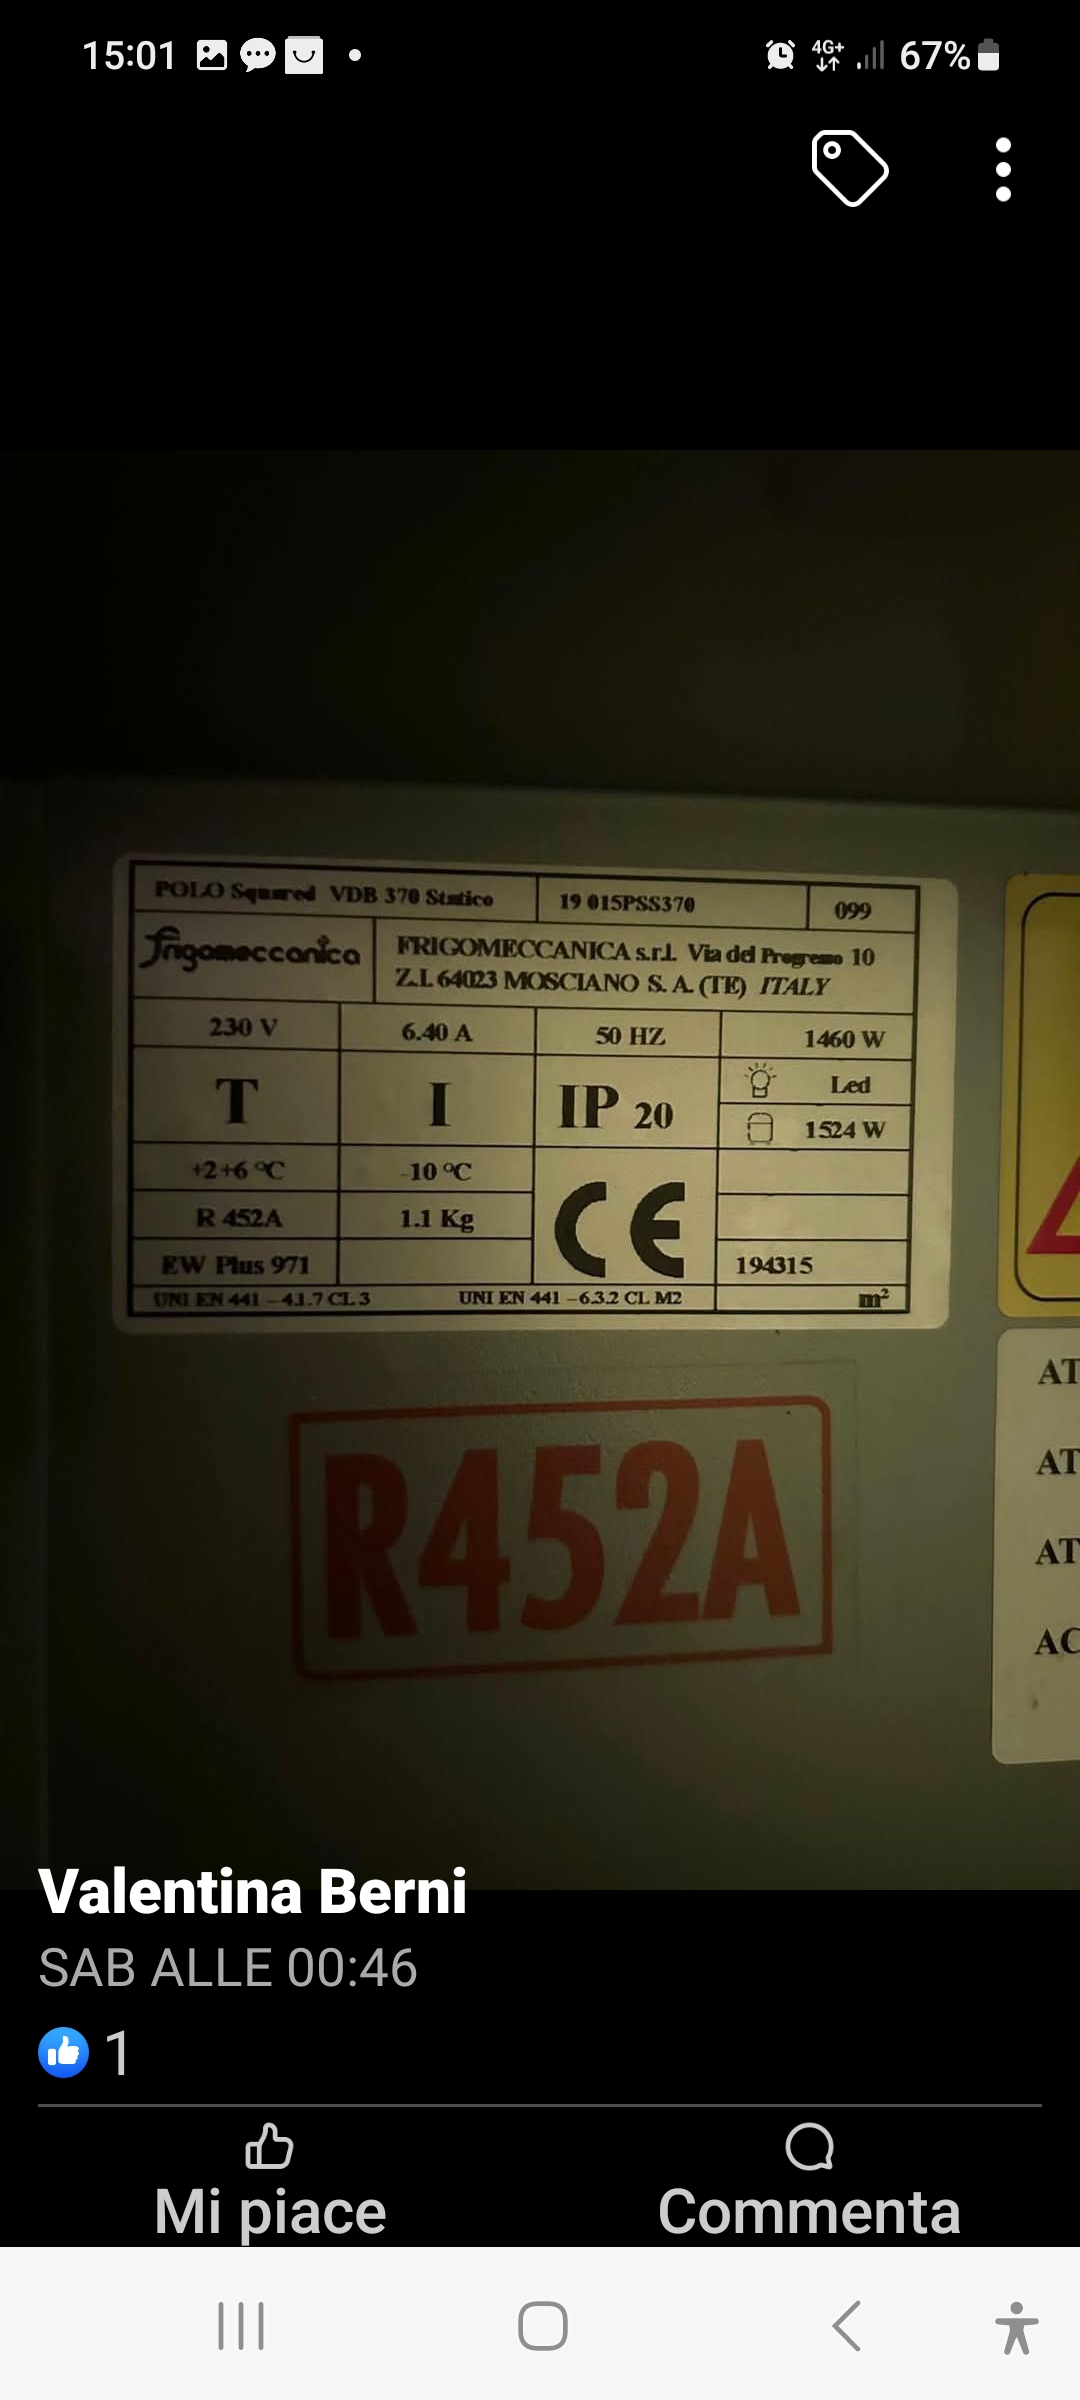 15:01
4G+
67%
POLO Squared VDB 370 Statico
19 015PSS370
099
frigomeccanica
FRIGOMECCANICA s.r.l. Via del Progresso 10
Z.I. 64023 MOSCIANO S. A. (TE) ITALY
230 V
6.40 A
50 HZ
1460 W
T
I
IP 20
Led
1524 W
+2+6 °C
-10 °C
CE
R 452A
1.1 Kg
EW Plus 971
194315
UNI EN 441 - 4.1.7 CL 3
UNI EN 441 - 6.3.2 CL M2
m²
R452A
AT
AT
AT
AC
Valentina Berni
SAB ALLE 00:46
1
Mi piace
Commenta